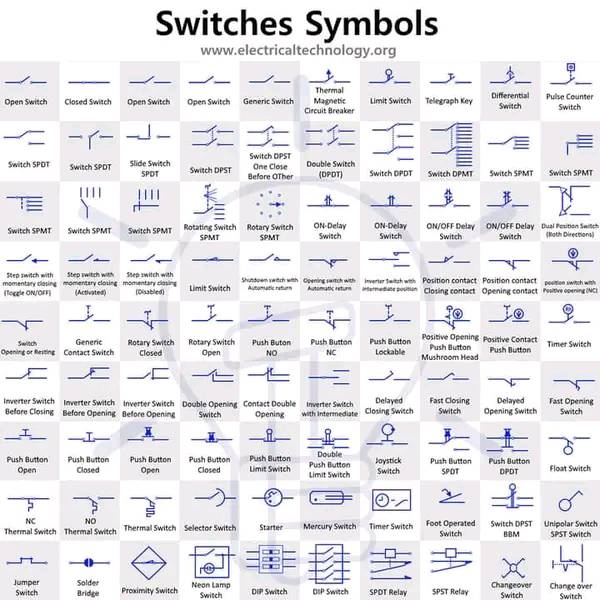 Switches Symbols
www.electricaltechnology.org
Open Switch
Closed Switch
Open Switch
Open Switch
Generic Switch
Thermal
Magnetic
Circuit Breaker
Limit Switch
Telegraph Key
Differential
Switch
Pulse Counter
Switch
Switch SPDT
Switch SPDT
Slide Switch
SPDT
Switch DPST
Switch DPST
One Close
Before OTher
Double Switch
(DPDT)
Switch DPDT
Switch DPMT
Switch SPMT
Switch SPMT
Switch SPMT
Switch SPMT
Switch SPMT
Rotating Switch
SPMT
Rotary Switch
SPMT
ON-Delay
Switch
ON-Delay
Switch
ON/OFF Delay
Switch
ON/OFF Delay
Switch
Dual Position Switch
(Both Directions)
Step switch with
momentary closing
(Toggle ON/OFF)
Step switch with
momentary closing
(Activated)
Step switch with
momentary closing
(Disabled)
Limit Switch
Shutdown switch with
Automatic return
Opening switch with
Automatic return
Inverter Switch with
intermediate position
Position contact
Closing contact
Position contact
Opening contact
position switch with
Positive opening (NC)
Switch
Opening or Resting
Generic
Contact Switch
Rotary Switch
Closed
Rotary Switch
Open
Push Buton
NO
Push Button
NC
Push Button
Lockable
Positive Opening
Push Button
Mushroom Head
Positive Contact
Push Button
Timer Switch
Inverter Switch
Before Closing
Inverter Switch
Before Opening
Inverter Switch
Before Opening
Double Opening
Switch
Contact Double
Opening
Inverter Switch
with Intermediate
Delayed
Closing Switch
Fast Closing
Switch
Delayed
Opening Switch
Fast Opening
Switch
Push Button
Open
Push Button
Closed
Push Button
Open
Push Button
Closed
Push Button
Limit Switch
Double
Push Button
Limit Switch
Joystick
Switch
Push Button
SPDT
Push Button
DPDT
Float Switch
NC
Thermal Switch
NO
Thermal Switch
Thermal Switch
Selector Switch
Starter
Mercury Switch
Timer Switch
Foot Operated
Switch
Switch DPST
BBM
Unipolar Switch
SPST Switch
Jumper
Switch
Solder
Bridge
Proximity Switch
Neon Lamp
Switch
DIP Switch
DIP Switch
SPDT Relay
SPST Relay
Changeover
Switch
Change over
Switch